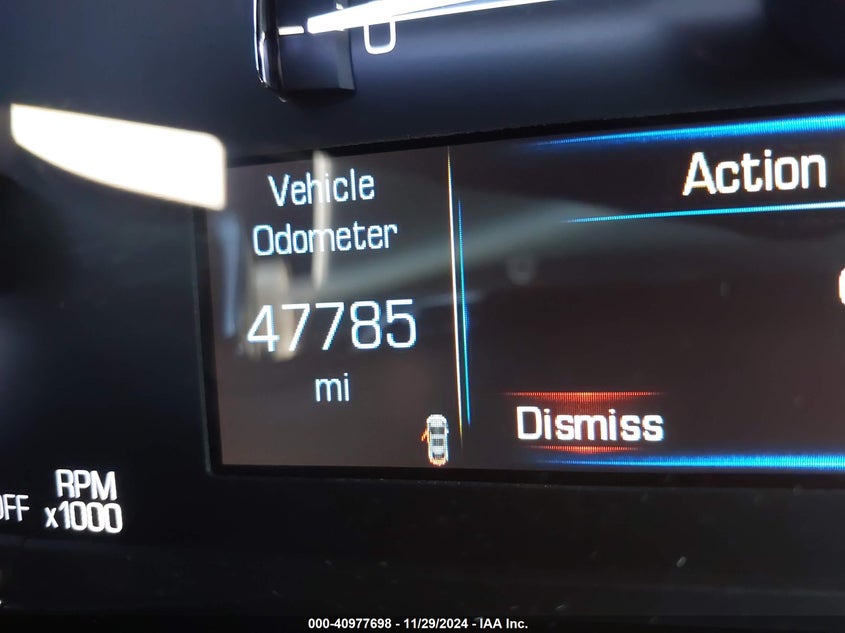 Vehicle
Odometer
47785
mi
Action
Dismiss
RPM
x1000
000-40977698 - 11/29/2024 - IAA Inc.